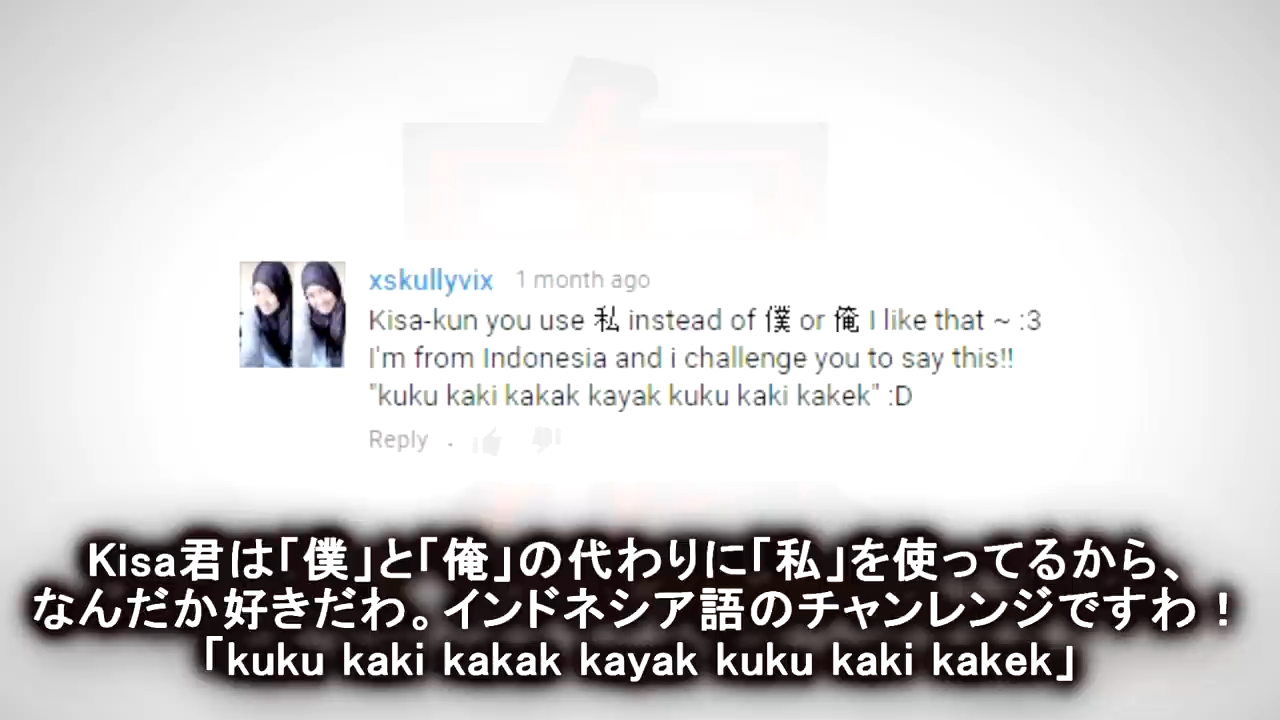 xskullyvix 1 month ago
Kisa-kun you use 私 instead of 僕 or 俺 I like that ~ :3
I'm from Indonesia and i challenge you to say this!!
"kuku kaki kakak kayak kuku kaki kakek" :D
Reply .
Kisa君は「僕」と「俺」の代わりに「私」を使ってるから、
なんだか好きだわ。インドネシア語のチャンレンジですわ！
「kuku kaki kakak kayak kuku kaki kakek」